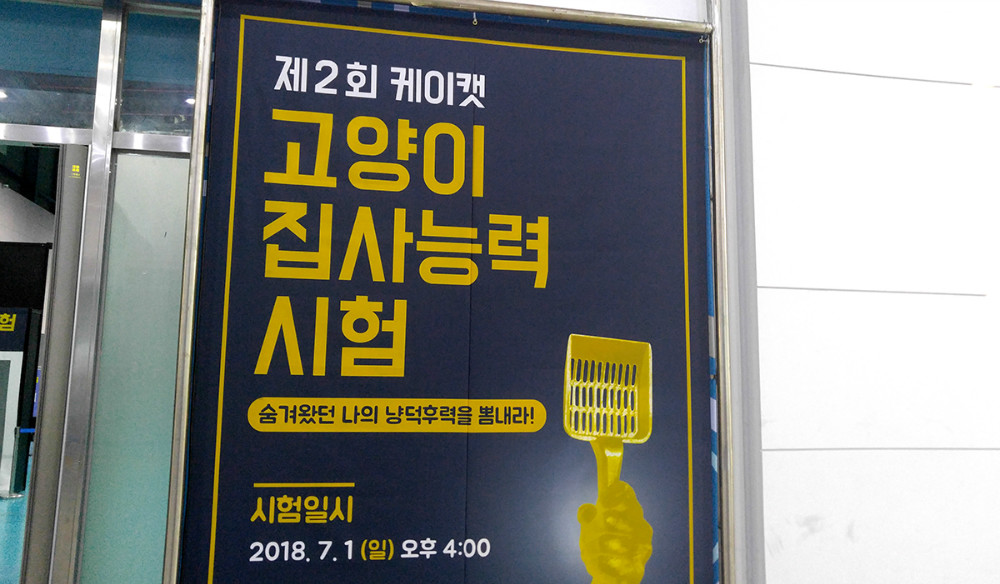 제2회 케이캣
고양이
집사능력
시험
숨겨왔던 나의 냥덕후력을 뽐내라!
시험일시
2018. 7. 1 (일) 오후 4:00
험